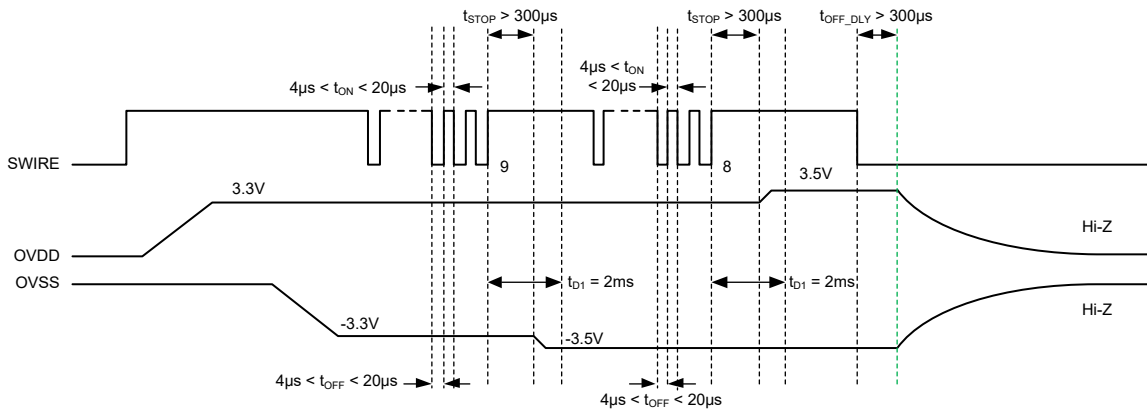 tSTOP > 300µs
tSTOP > 300µs
tOFF_DLY > 300µs
4µs < tON < 20µs
4µs < tON
< 20µs
SWIRE
9
8
3.3V
3.5V
OVDD
Hi-Z
OVSS
tD1 = 2ms
tD1 = 2ms
Hi-Z
-3.3V
-3.5V
4µs < tOFF < 20µs
4µs < tOFF < 20µs